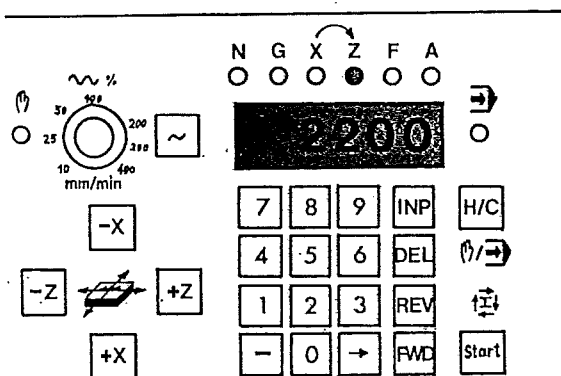 N G X Z F A
∿ %
10 25 50 100 200 400
mm/min
~
2200
-X
-Z +Z
+X
7 8 9 INP H/C
4 5 6 DEL
1 2 3 REV
- 0 → FWD Start